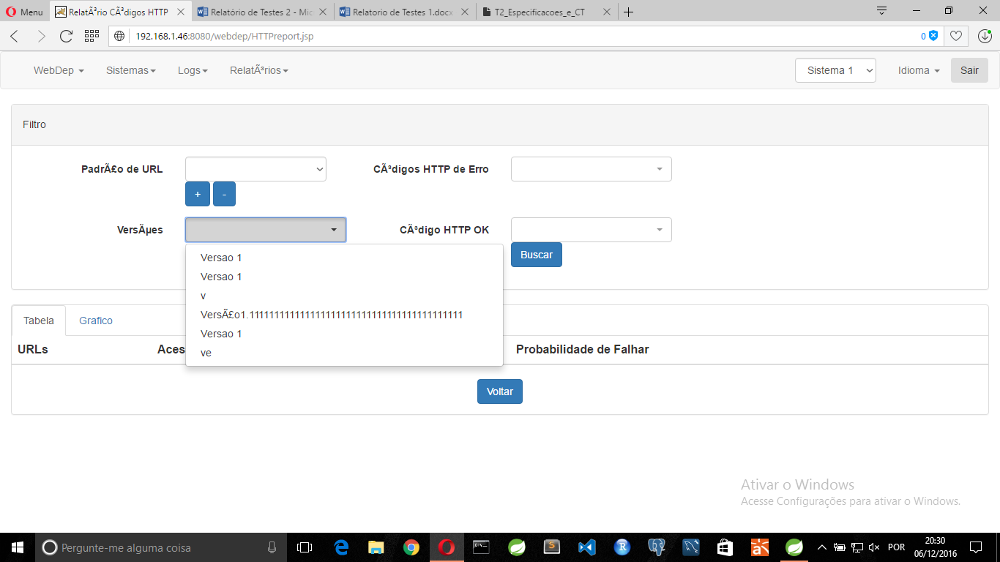 Menu
RelatÃ³rio CÃ³digos HTTP
Relatório de Testes 2 - Mic
Relatorio de Testes 1.docx
T2_Especificacoes_e_CT
192.168.1.46:8080/webdep/HTTPreport.jsp
0
WebDep
Sistemas
Logs
RelatÃ³rios
Sistema 1
Idioma
Sair
Filtro
PadrÃ£o de URL
CÃ³digos HTTP de Erro
+
-
VersÃµes
CÃ³digo HTTP OK
Buscar
Versao 1
Versao 1
v
VersÃ£o1.11111111111111111111111111111111111111111
Versao 1
ve
Tabela
Grafico
URLs
Aces
Probabilidade de Falhar
Voltar
Ativar o Windows
Acesse Configurações para ativar o Windows.
Pergunte-me alguma coisa
POR
20:30
06/12/2016